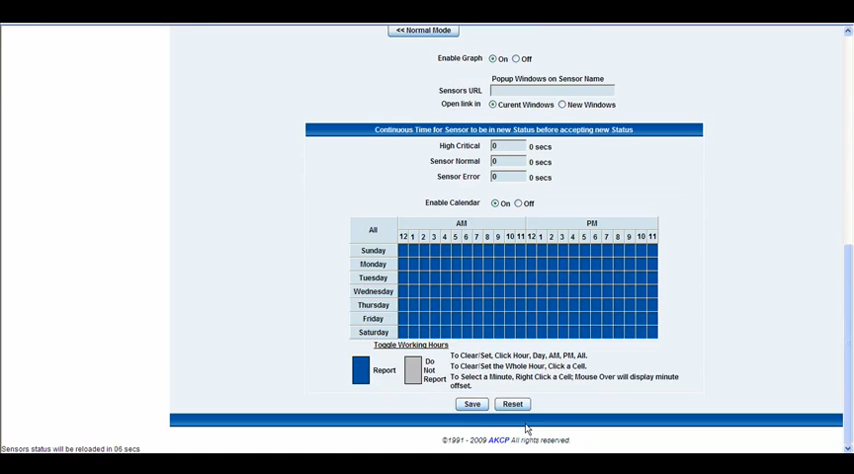 << Normal Mode
Enable Graph On Off
Popup Windows on Sensor Name
Sensors URL
Open link in Curent Windows New Windows
Continuous Time for Sensor to be in new Status before accepting new Status
High Critical 0 0 secs
Sensor Normal 0 0 secs
Sensor Error 0 0 secs
Enable Calendar On Off
All AM PM
12 1 2 3 4 5 6 7 8 9 10 11 12 1 2 3 4 5 6 7 8 9 10 11
Sunday
Monday
Tuesday
Wednesday
Thursday
Friday
Saturday
Toggle Working Hours
Report
Do Not Report
To Clear/Set, Click Hour, Day, AM, PM, All.
To Clear/Set the Whole Hour, Click a Cell.
To Select a Minute, Right Click a Cell; Mouse Over will display minute
offset.
Save Reset
©1991 - 2009 AKCP All rights reserved.
Sensors status will be reloaded in 06 secs